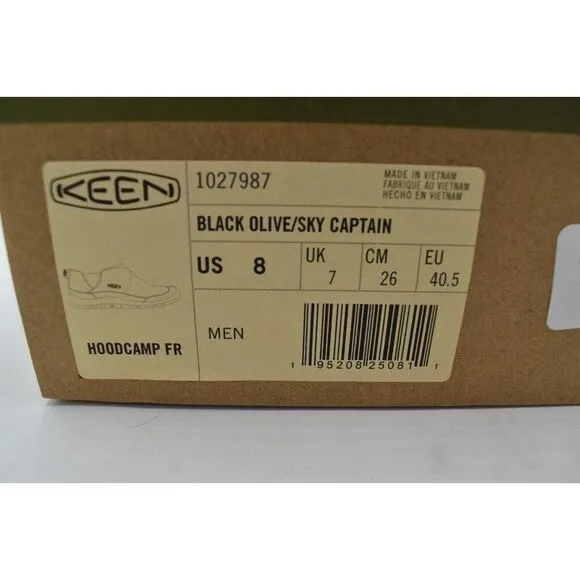 KEEN
1027987
MADE IN VIETNAM
FABRIQUE AU VIETNAM
HECHO EN VIETNAM
BLACK OLIVE/SKY CAPTAIN
US 8
UK
7
CM
26
EU
40.5
HOODCAMP FR
MEN
1 95208 25081 1